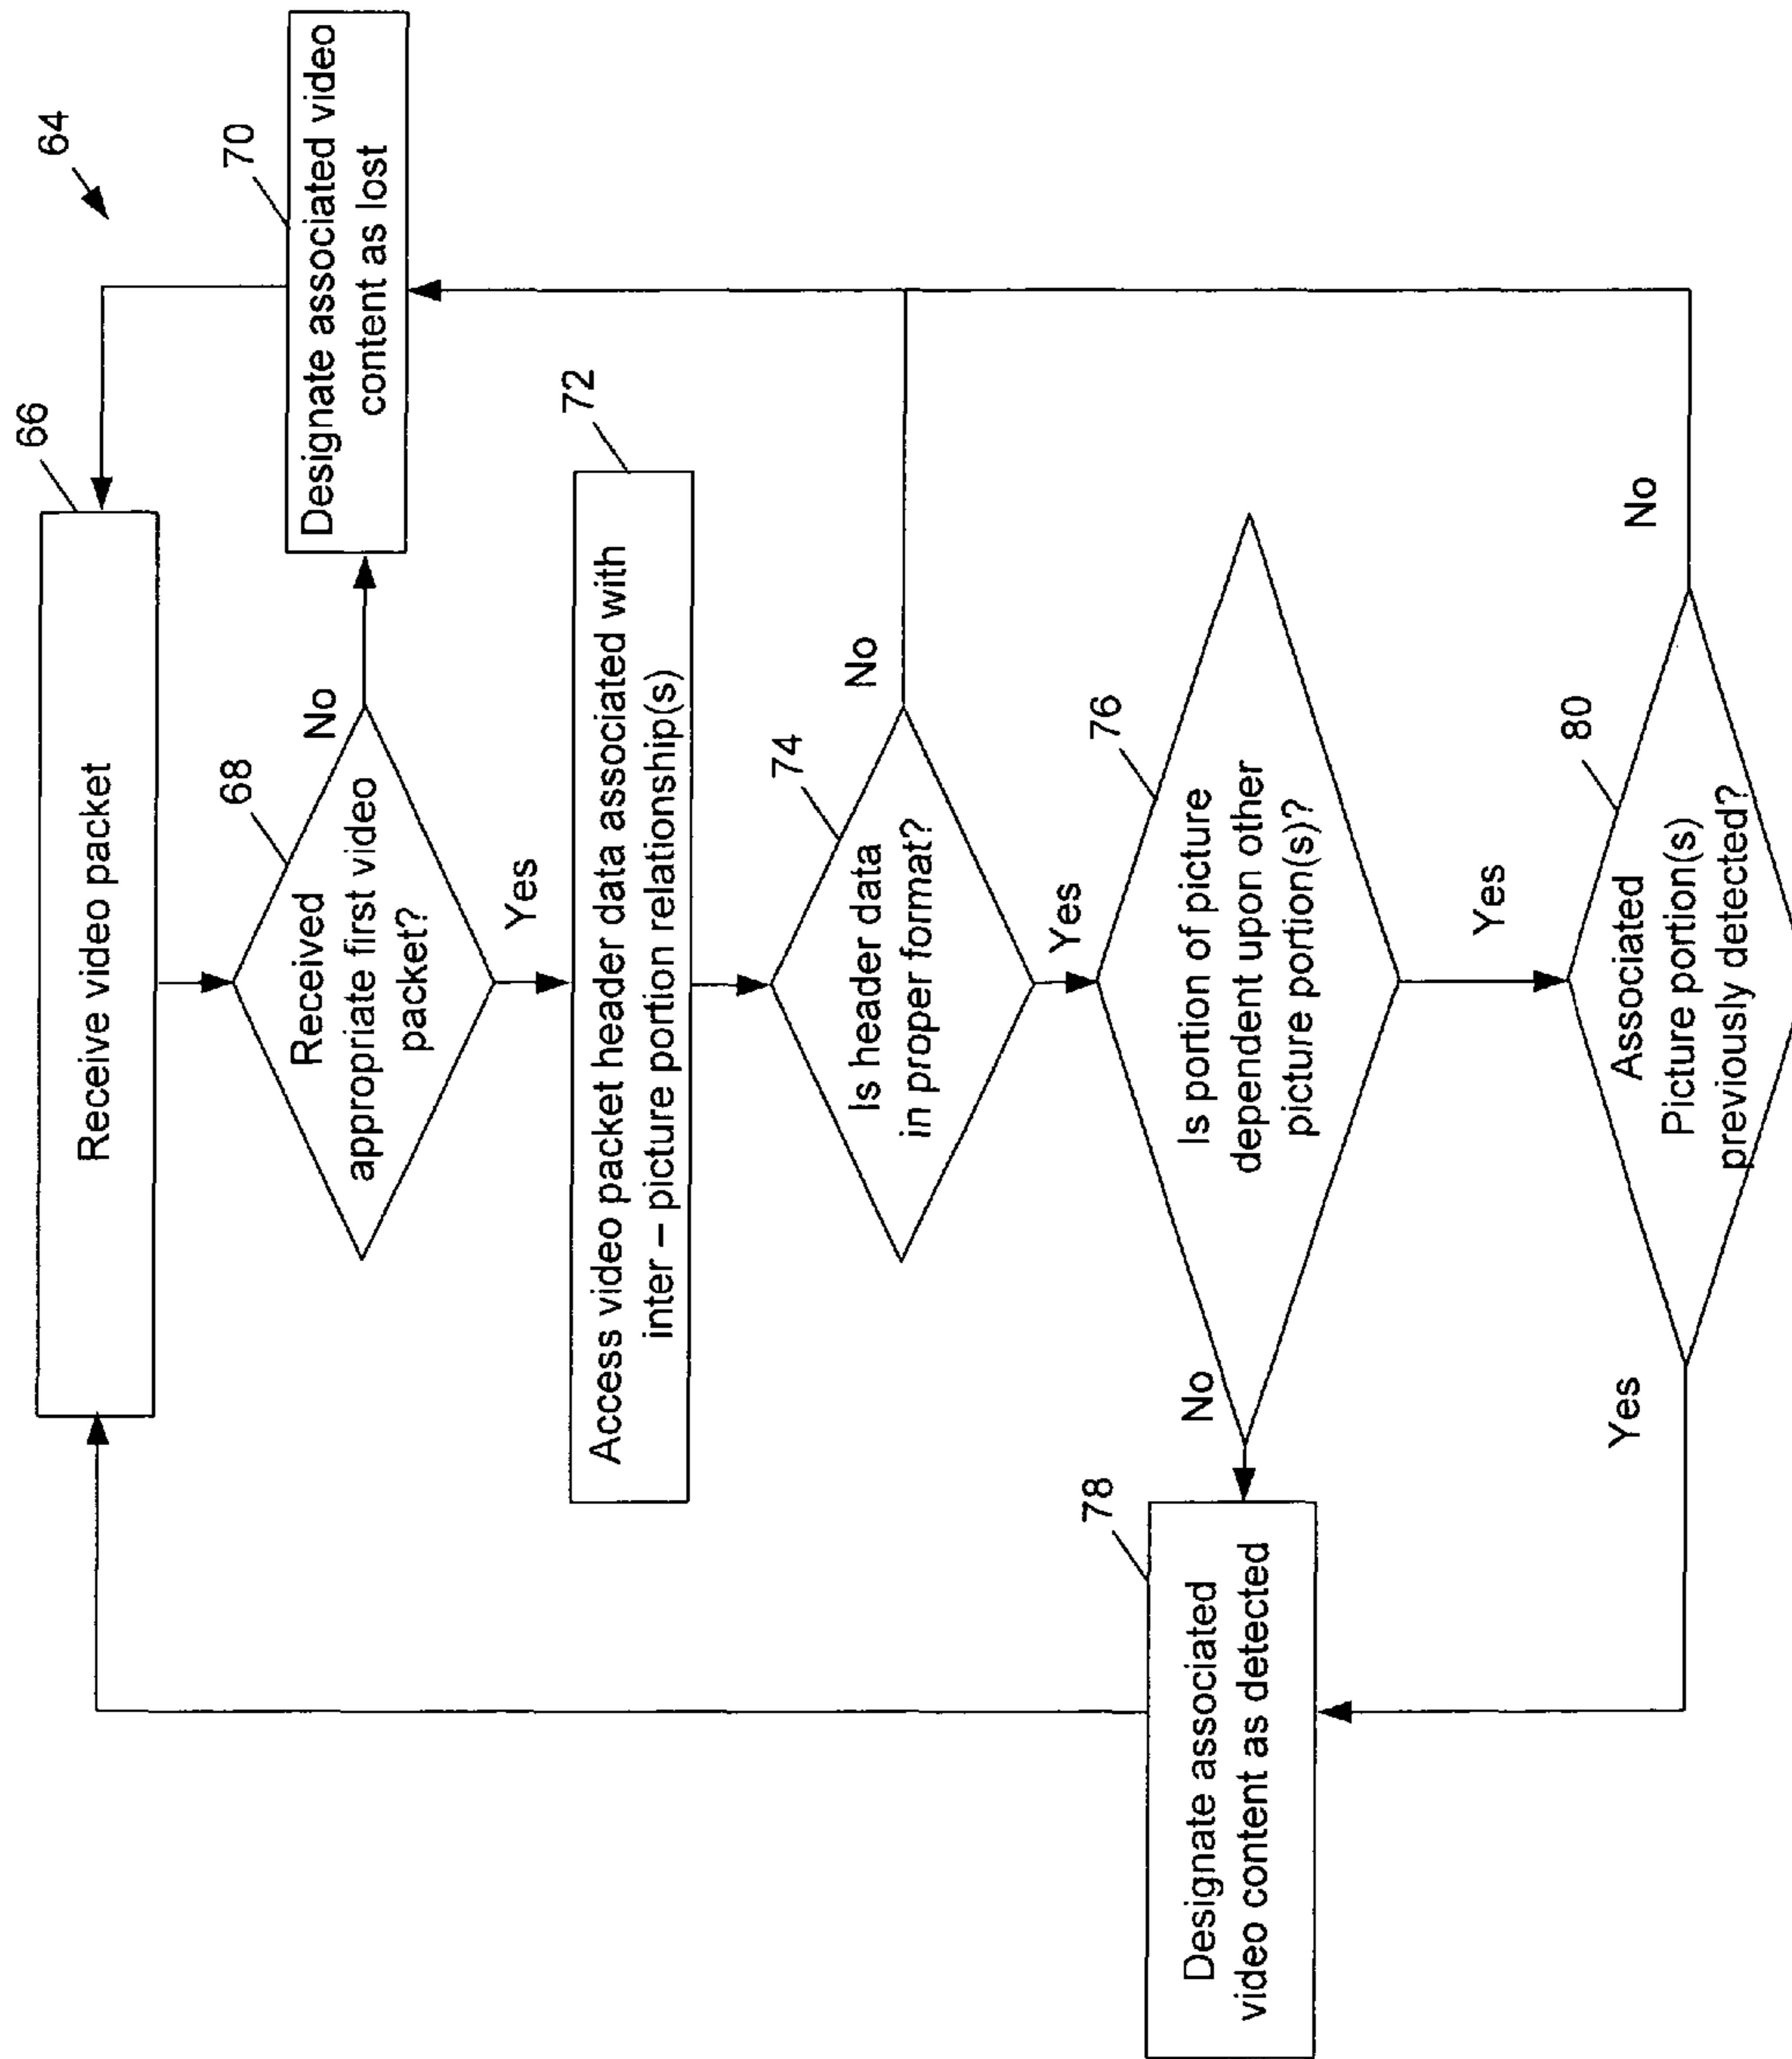 64
66
Receive video packet
68
Received
appropriate first video
packet?
No
70
Designate associated video
content as lost
Yes
72
Access video packet header data associated with
inter – picture portion relationship(s)
74
Is header data
in proper format?
No
Yes
76
Is portion of picture
dependent upon other
picture portion(s)?
No
78
Designate associated
video content as detected
Yes
80
Associated
Picture portion(s)
previously detected?
Yes
No